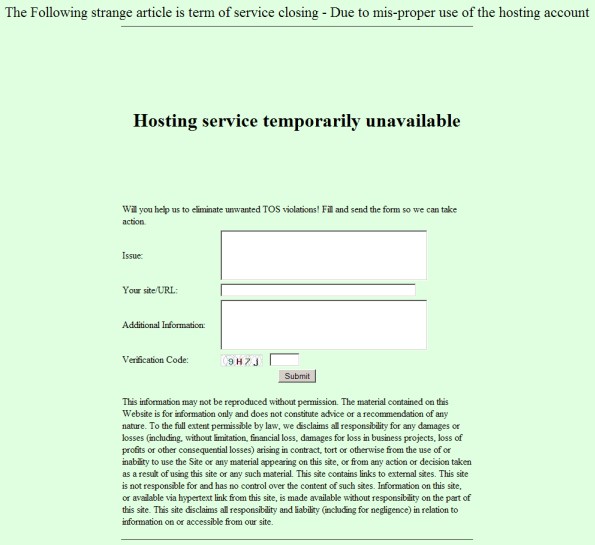 The Following strange article is term of service closing - Due to mis-proper use of the hosting account
Hosting service temporarily unavailable
Will you help us to eliminate unwanted TOS violations! Fill and send the form so we can take
action.
Issue:
Your site/URL:
Additional Information:
Verification Code: 9H7J
Submit
This information may not be reproduced without permission. The material contained on this
Website is for information only and does not constitute advice or a recommendation of any
nature. To the full extent permissible by law, we disclaims all responsibility for any damages or
losses (including, without limitation, financial loss, damages for loss in business projects, loss of
profits or other consequential losses) arising in contract, tort or otherwise from the use of or
inability to use the Site or any material appearing on this site, or from any action or decision taken
as a result of using this site or any such material. This site contains links to external sites. This site
is not responsible for and has no control over the content of such sites. Information on this site,
or available via hypertext link from this site, is made available without responsibility on the part of
this site. This site disclaims all responsibility and liability (including for negligence) in relation to
information on or accessible from our site.